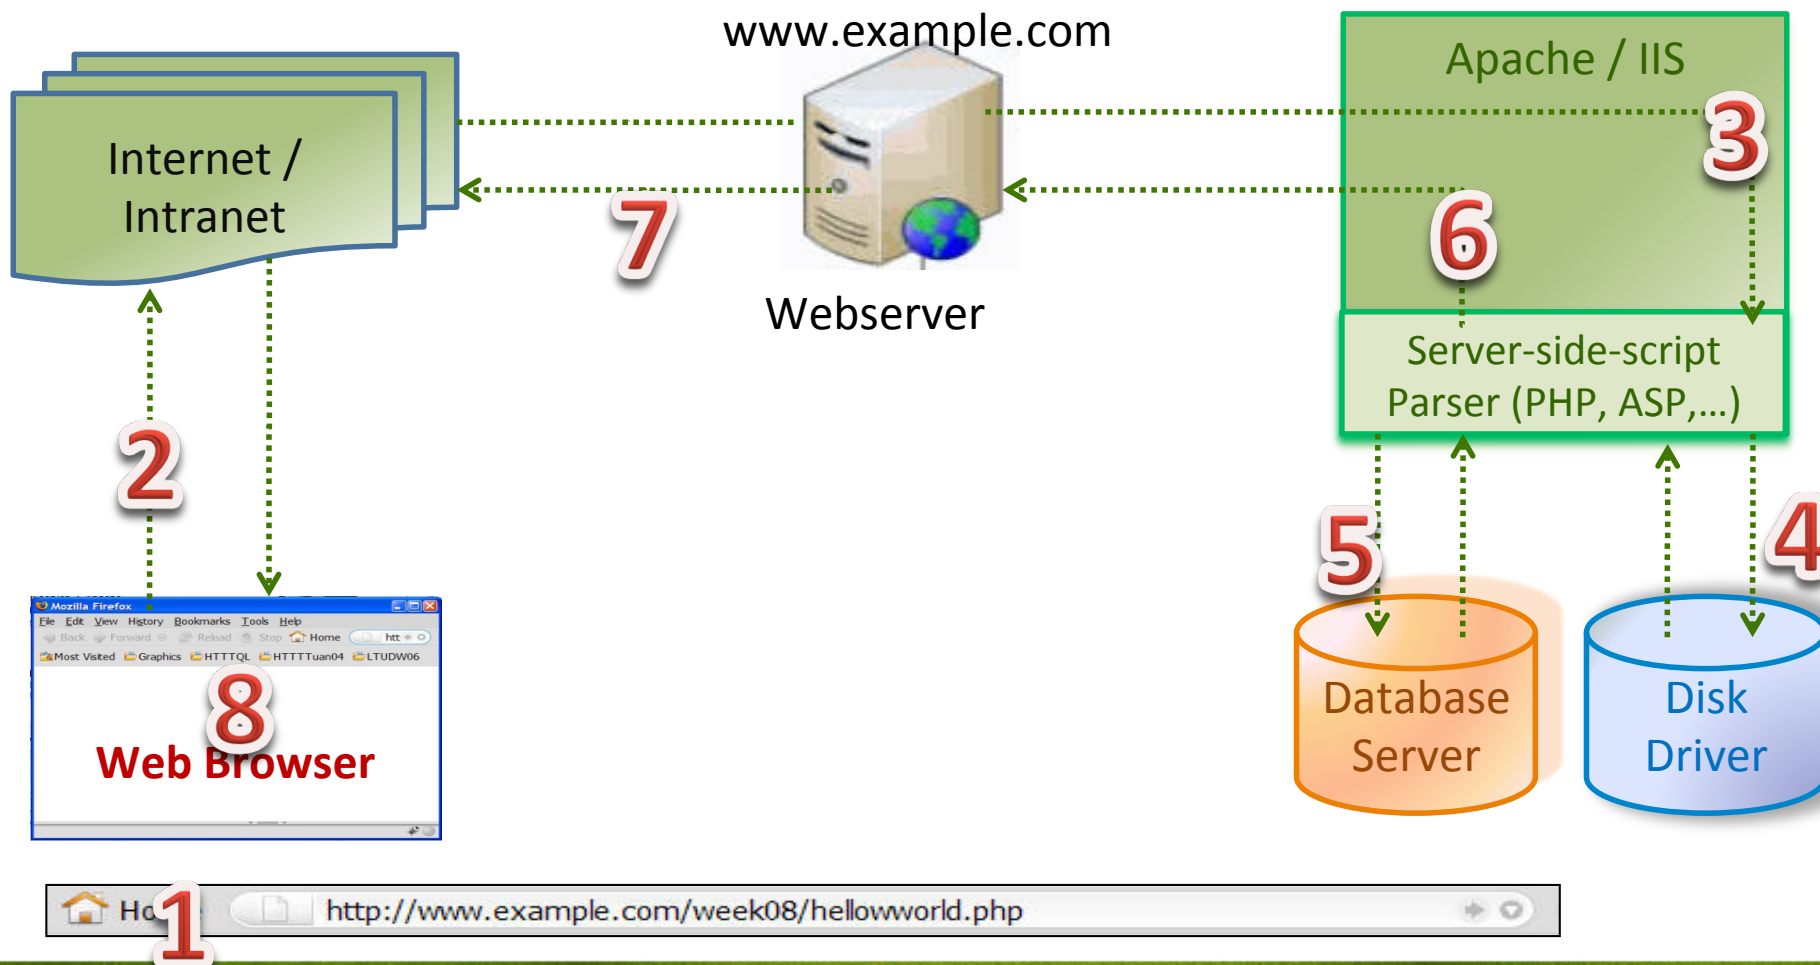 www.example.com
Apache / IIS
3
Internet /
Intranet
7
6
Webserver
Server-side-script
Parser (PHP, ASP,...)
2
5
4
Mozilla Firefox
File Edit View History Bookmarks Tools Help
Back Forward Reload Stop Home htt
Most Visited Graphics HTTTQL HTTTTuan04 LTUDW06
8
Web Browser
Database
Server
Disk
Driver
1
http://www.example.com/week08/hellowworld.php